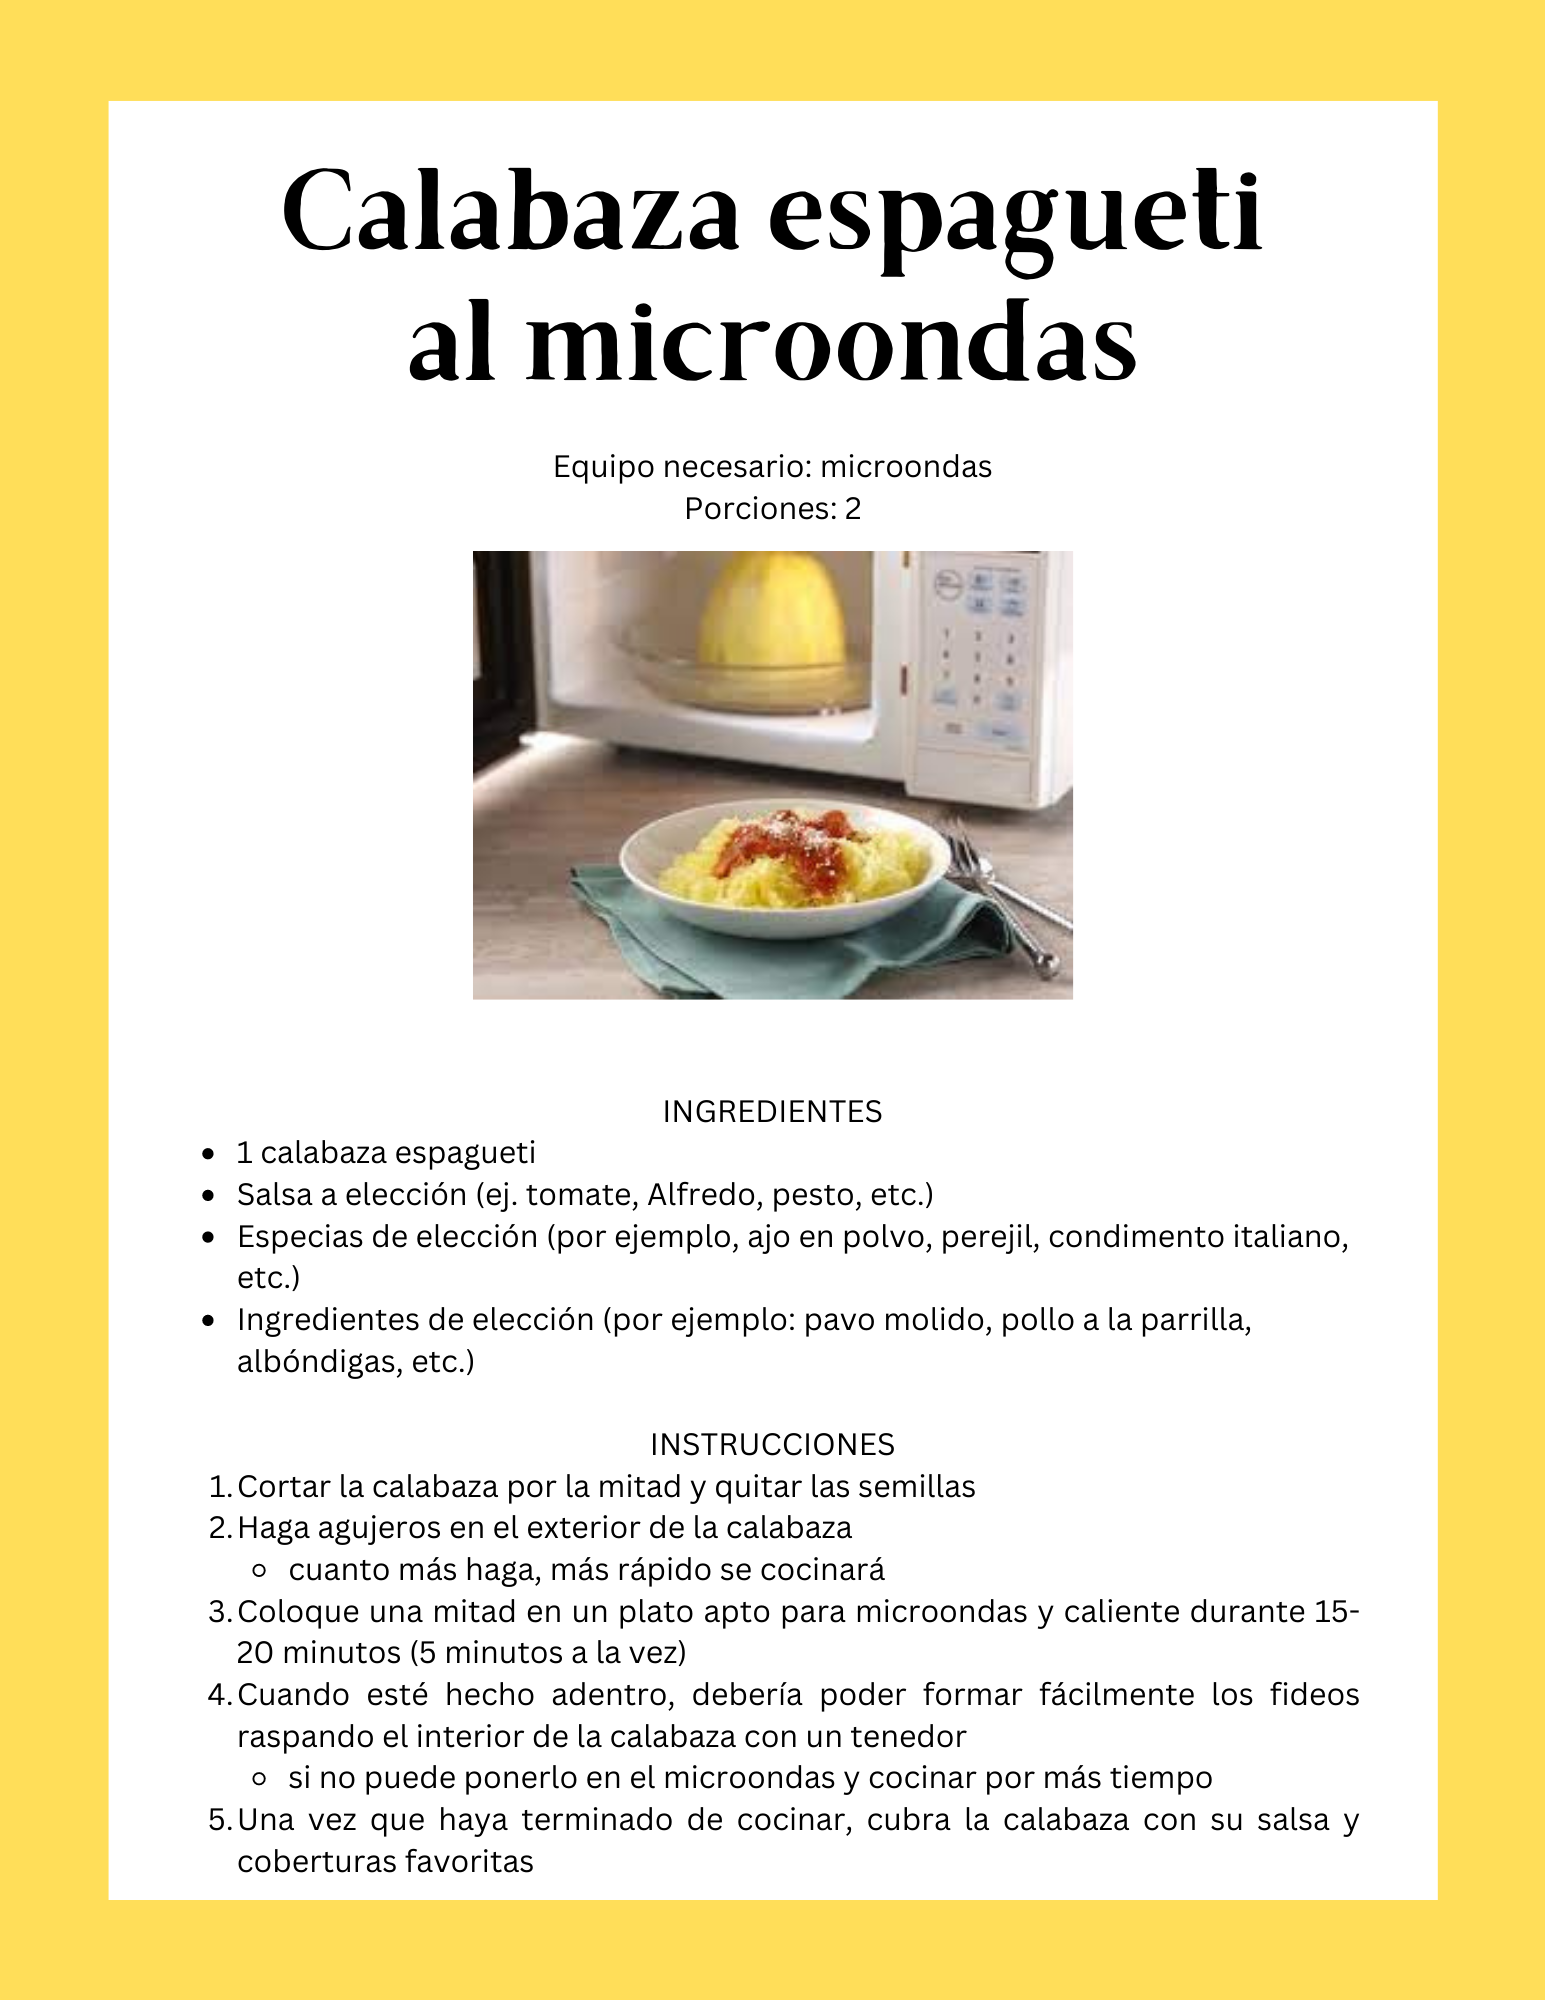 Calabaza espagueti
al microondas
Equipo necesario: microondas
Porciones: 2
INGREDIENTES
• 1 calabaza espagueti
• Salsa a elección (ej. tomate, Alfredo, pesto, etc.)
• Especias de elección (por ejemplo, ajo en polvo, perejil, condimento italiano,
etc.)
• Ingredientes de elección (por ejemplo: pavo molido, pollo a la parrilla,
albóndigas, etc.)
INSTRUCCIONES
1. Cortar la calabaza por la mitad y quitar las semillas
2. Haga agujeros en el exterior de la calabaza
○ cuanto más haga, más rápido se cocinará
3. Coloque una mitad en un plato apto para microondas y caliente durante 15-
20 minutos (5 minutos a la vez)
4. Cuando esté hecho adentro, debería poder formar fácilmente los fideos
raspando el interior de la calabaza con un tenedor
○ si no puede ponerlo en el microondas y cocinar por más tiempo
5. Una vez que haya terminado de cocinar, cubra la calabaza con su salsa y
coberturas favoritas